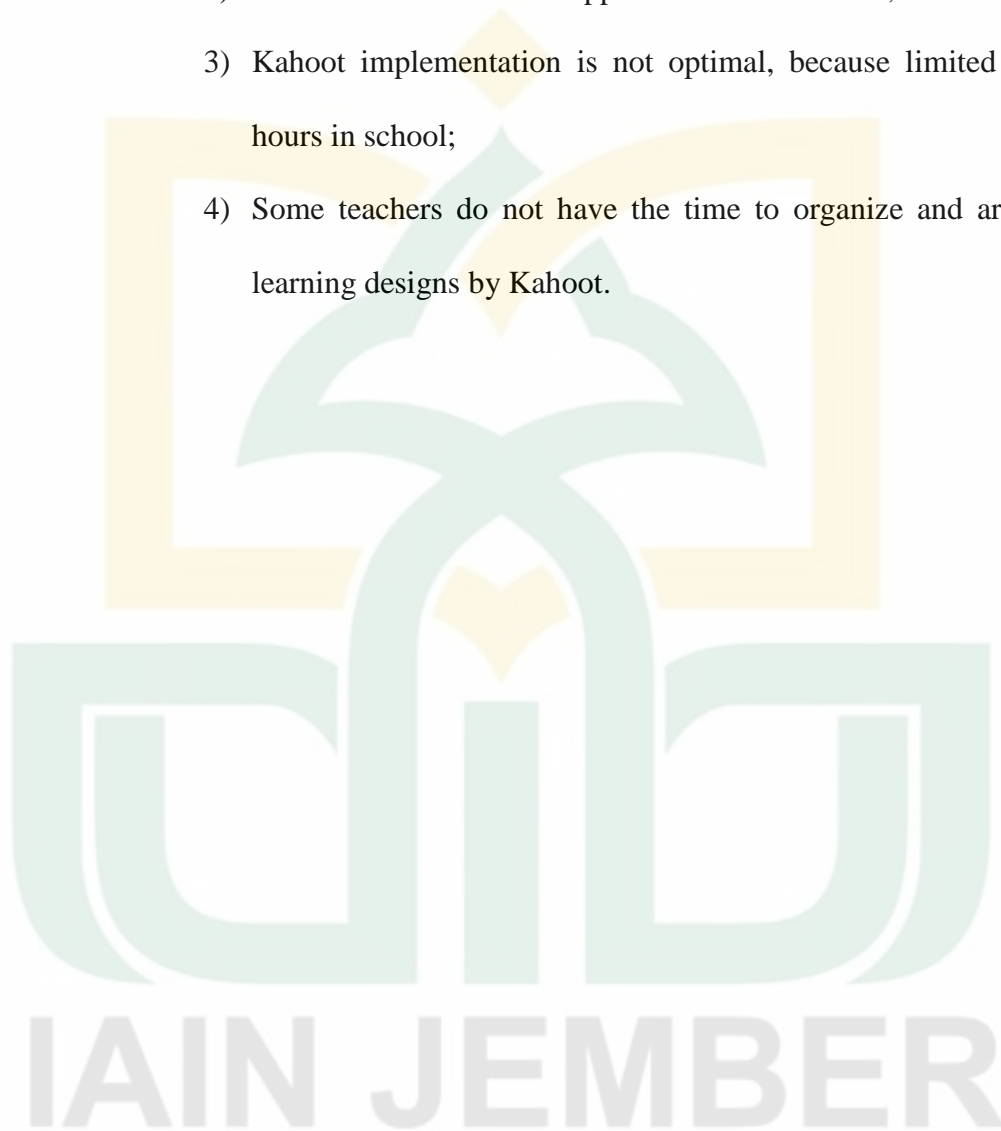 3) Kahoot implementation is not optimal, because limited
hours in school;
4) Some teachers do not have the time to organize and
learning designs by Kahoot.
IAIN JEMBER